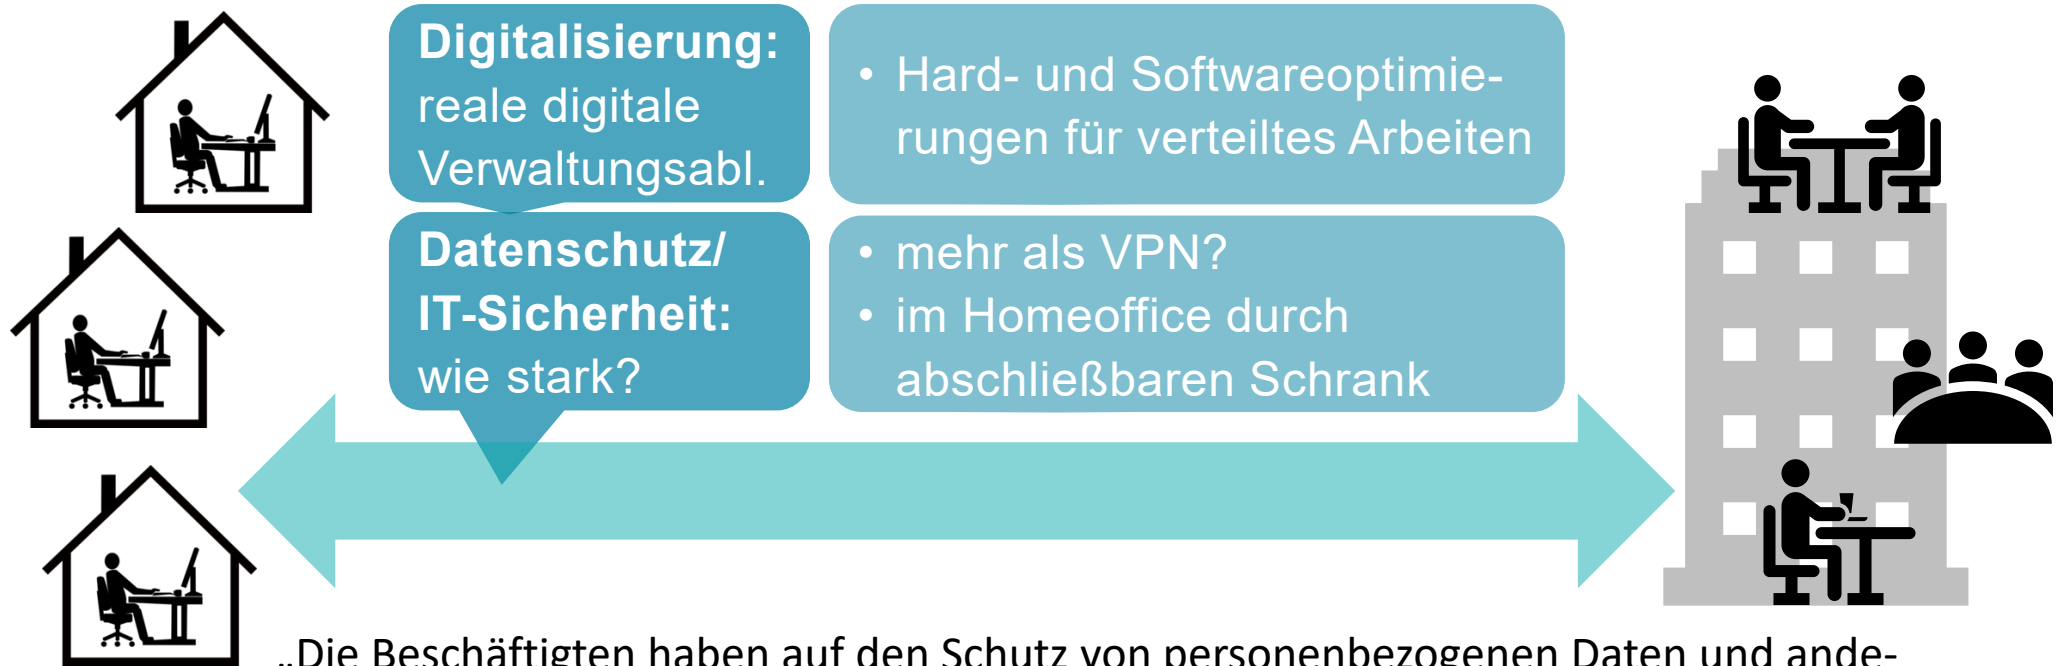 Digitalisierung:
reale digitale
Verwaltungsabl.
• Hard- und Softwareoptimie-
rungen für verteiltes Arbeiten
Datenschutz/
IT-Sicherheit:
wie stark?
• mehr als VPN?
• im Homeoffice durch
abschließbaren Schrank
„Die Beschäftigten haben auf den Schutz von personenbezogenen Daten und ande-